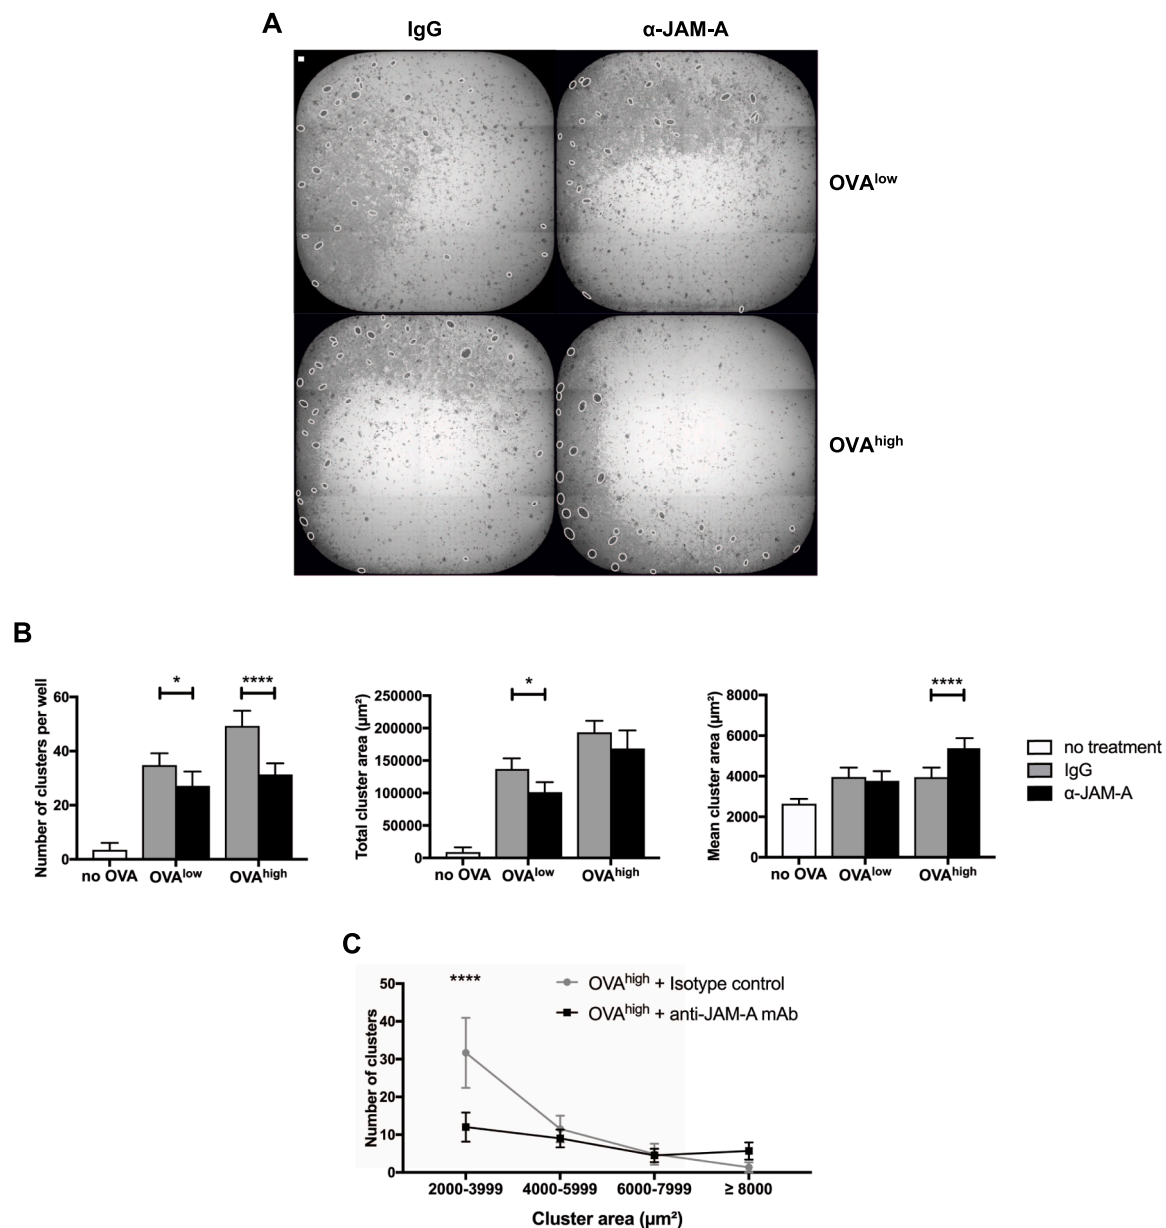 A
IgG
α-JAM-A
OVAlow
OVAhigh
B
Number of clusters per well
60
40
20
0
no OVA
OVAlow
OVAhigh
*
****
Total cluster area (µm²)
250000
200000
150000
100000
50000
0
no OVA
OVAlow
OVAhigh
*
Mean cluster area (µm²)
8000
6000
4000
2000
0
no OVA
OVAlow
OVAhigh
****
no treatment
IgG
α-JAM-A
C
Number of clusters
50
40
30
20
10
0
****
OVAhigh + Isotype control
OVAhigh + anti-JAM-A mAb
2000-3999
4000-5999
6000-7999
≥ 8000
Cluster area (µm²)